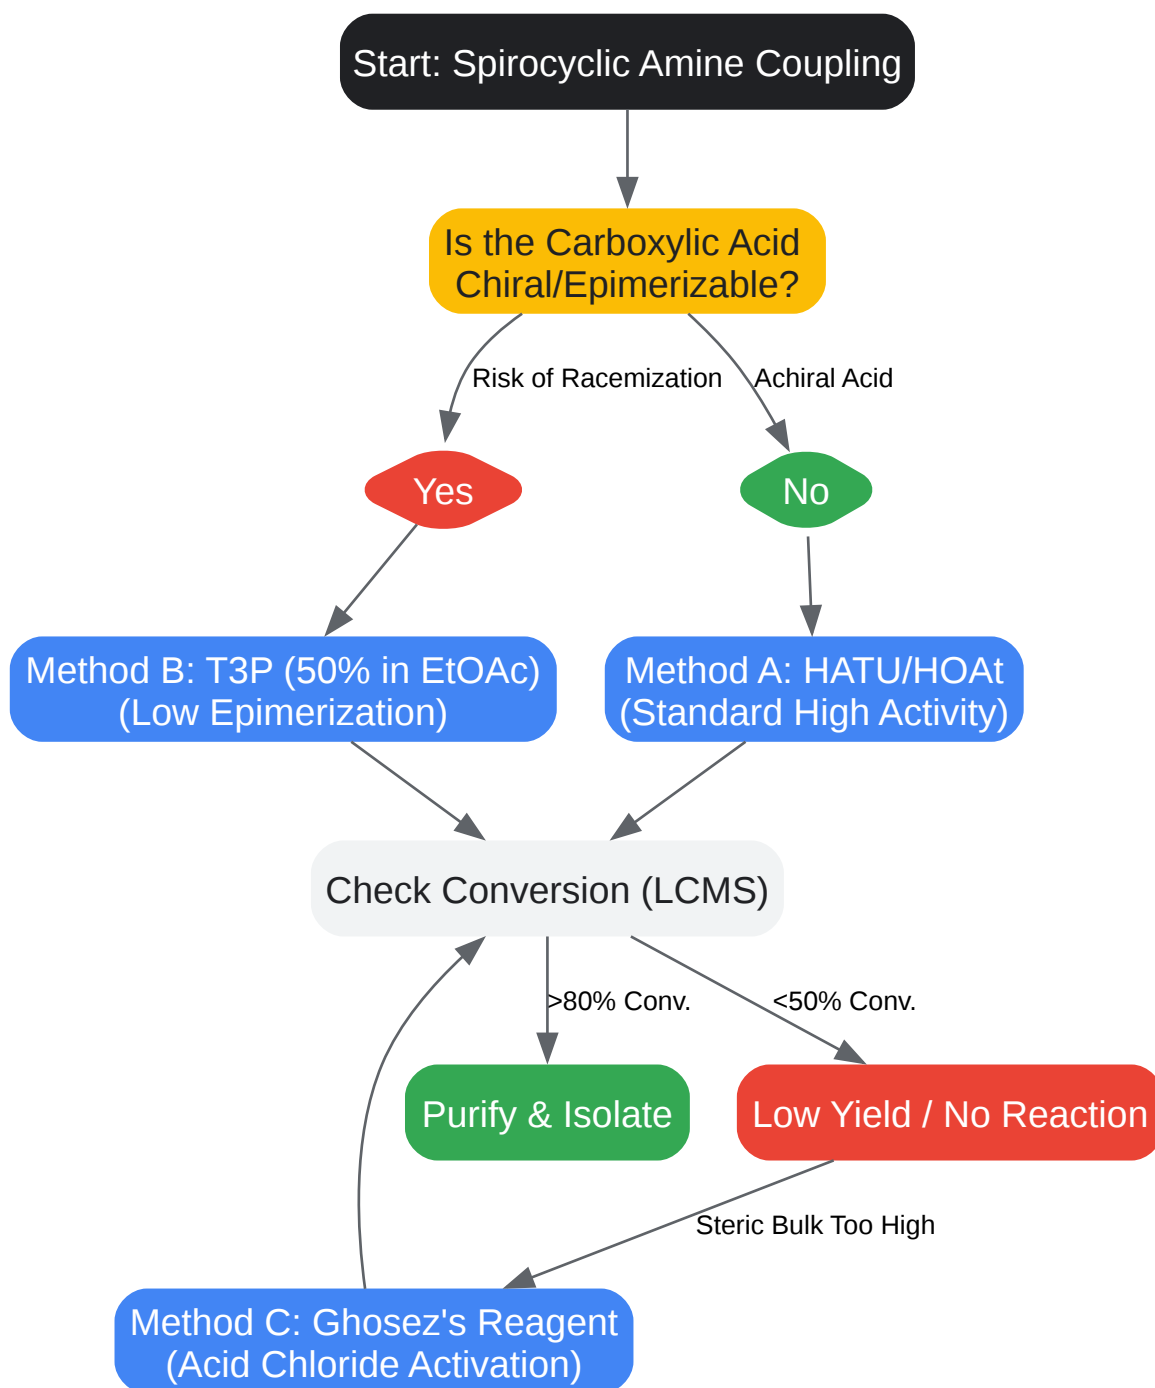 Start: Spirocyclic Amine Coupling
Is the Carboxylic Acid
Chiral/Epimerizable?
Risk of Racemization
Achiral Acid
Yes
No
Method B: T3P (50% in EtOAc)
(Low Epimerization)
Method A: HATU/HOAt
(Standard High Activity)
Check Conversion (LCMS)
>80% Conv.
<50% Conv.
Purify & Isolate
Low Yield / No Reaction
Steric Bulk Too High
Method C: Ghosez's Reagent
(Acid Chloride Activation)